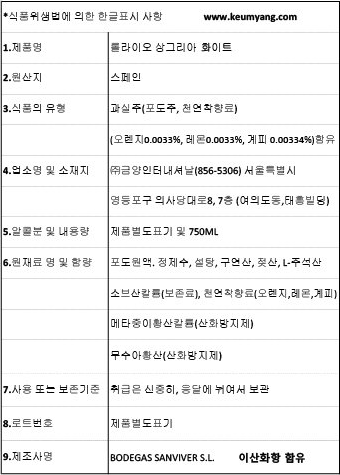 *식품위생법에 의한 한글표시 사항 www.keumyang.com
1.제품명 롤라이오 상그리아 화이트
2.원산지 스페인
3.식품의 유형 과실주(포도주, 천연착향료)
(오렌지0.0033%, 레몬0.0033%, 계피 0.00334%)함유
4.업소명 및 소재지 ㈜금양인터내셔날(856-5306) 서울특별시
영등포구 의사당대로8, 7층 (여의도동,태흥빌딩)
5.알콜분 및 내용량 제품별도표기 및 750ML
6.원재료 명 및 함량 포도원액. 정제수, 설탕, 구연산, 젖산, L-주석산
소브산칼륨(보존료), 천연착향료(오렌지,레몬,계피)
메타중이황산칼륨(산화방지제)
무수아황산(산화방지제)
7.사용 또는 보존기준 취급은 신중히, 응달에 뉘여서 보관
8.로트번호 제품별도표기
9.제조사명 BODEGAS SANVIVER S.L. 이산화항 함유